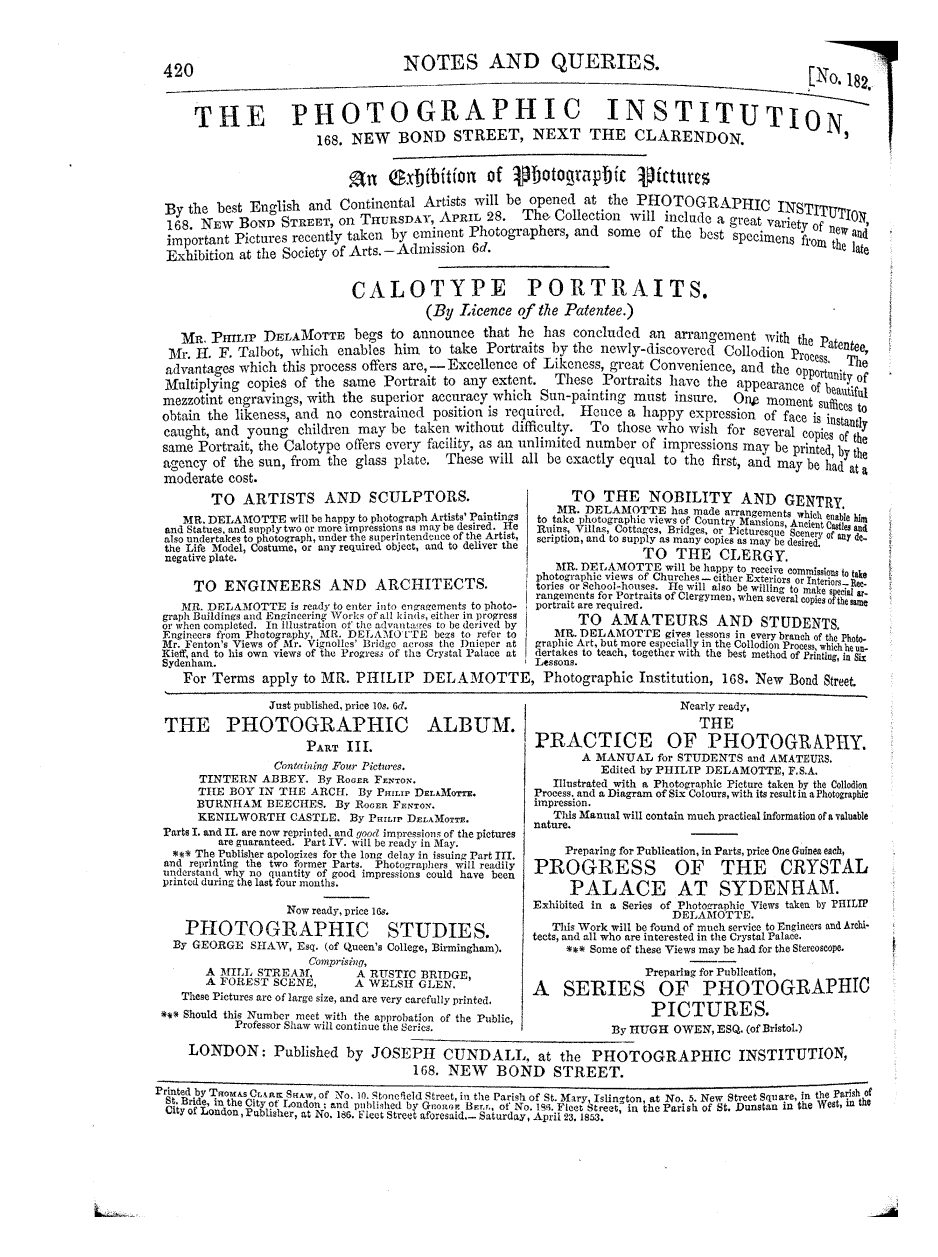 420
NOTES AND QUERIES.
[No. 182.
THE PHOTOGRAPHIC INSTITUTION,
168. NEW BOND STREET, NEXT THE CLARENDON.
An Exhibition of Photographic Pictures
By the best English and Continental Artists will be opened at the PHOTOGRAPHIC INSTITUTION,
168. NEW BOND STREET, ON THURSDAY, APRIL 28. The Collection will include a great variety of new and
important Pictures recently taken by eminent Photographers, and some of the best specimens from the late
Exhibition at the Society of Arts.—Admission 6d.
CALOTYPE PORTRAITS.
(By Licence of the Patentee.)
MR. PHILIP DELAMOTTE begs to announce that he has concluded an arrangement with the Patentee,
Mr. H. F. Talbot, which enables him to take Portraits by the newly-discovered Collodion Process. The
advantages which this process offers are,—Excellence of Likeness, great Convenience, and the opportunity of
Multiplying copies of the same Portrait to any extent. These Portraits have the appearance of beautiful
mezzotint engravings, with the superior accuracy which Sun-painting must insure. One moment suffices to
obtain the likeness, and no constrained position is required. Hence a happy expression of face is instantly
caught, and young children may be taken without difficulty. To those who wish for several copies of the
same Portrait, the Calotype offers every facility, as an unlimited number of impressions may be printed, by the
agency of the sun, from the glass plate. These will all be exactly equal to the first, and may be had at a
moderate cost.
TO ARTISTS AND SCULPTORS.
MR. DELAMOTTE will be happy to photograph Artists' Paintings
and Statues, and supply two or more impressions as may be desired. He
also undertakes to photograph, under the superintendence of the Artist,
the Life Model, Costume, or any required object, and to deliver the
negative plate.
TO ENGINEERS AND ARCHITECTS.
MR. DELAMOTTE is ready to enter into engagements to photo-
graph Buildings and Engineering Works of all kinds, either in progress
or when completed. In illustration of the advantages to be derived by
Engineers from Photography, MR. DELAMOTTE begs to refer to
Mr. Fenton's Views of Mr. Vignolles' Bridge across the Dnieper at
Kieff, and to his own views of the Progress of the Crystal Palace at
Sydenham.
TO THE NOBILITY AND GENTRY.
MR. DELAMOTTE has made arrangements which enable him
to take photographic views of Country Mansions, Ancient Castles and
Ruins, Villas, Cottages, Bridges, or Picturesque Scenery of any de-
scription, and to supply as many copies as may be desired.
TO THE CLERGY.
MR. DELAMOTTE will be happy to receive commissions to take
photographic views of Churches—either Exteriors or Interiors—Rec-
tories or School-houses. He will also be willing to make special ar-
rangements for Portraits of Clergymen, when several copies of the same
portrait are required.
TO AMATEURS AND STUDENTS.
MR. DELAMOTTE gives lessons in every branch of the Photo-
graphic Art, but more especially in the Collodion Process, which he un-
dertakes to teach, together with the best method of Printing, in Six
Lessons.
For Terms apply to MR. PHILIP DELAMOTTE, Photographic Institution, 168. New Bond Street.
Just published, price 10s. 6d.
THE PHOTOGRAPHIC ALBUM.
PART III.
Containing Four Pictures.
TINTERN ABBEY. By ROGER FENTON.
THE BOY IN THE ARCH. By PHILIP DELAMOTTE.
BURNHAM BEECHES. By ROGER FENTON.
KENILWORTH CASTLE. By PHILIP DELAMOTTE.
Parts I. and II. are now reprinted, and good impressions of the pictures
are guaranteed. Part IV. will be ready in May.
*** The Publisher apologizes for the long delay in issuing Part III.
and reprinting the two former Parts. Photographers will readily
understand why no quantity of good impressions could have been
printed during the last four months.
Now ready, price 16s.
PHOTOGRAPHIC STUDIES.
By GEORGE SHAW, Esq. (of Queen's College, Birmingham).
Comprising,
A MILL STREAM, A RUSTIC BRIDGE,
A FOREST SCENE, A WELSH GLEN.
These Pictures are of large size, and are very carefully printed.
*** Should this Number meet with the approbation of the Public,
Professor Shaw will continue the Series.
Nearly ready,
THE
PRACTICE OF PHOTOGRAPHY.
A MANUAL for STUDENTS and AMATEURS.
Edited by PHILIP DELAMOTTE, F.S.A.
Illustrated with a Photographic Picture taken by the Collodion
Process, and a Diagram of Six Colours, with its result in a Photographic
impression.
This Manual will contain much practical information of a valuable
nature.
Preparing for Publication, in Parts, price One Guinea each,
PROGRESS OF THE CRYSTAL
PALACE AT SYDENHAM.
Exhibited in a Series of Photographic Views taken by PHILIP
DELAMOTTE.
This Work will be found of much service to Engineers and Archi-
tects, and all who are interested in the Crystal Palace.
*** Some of these Views may be had for the Stereoscope.
Preparing for Publication,
A SERIES OF PHOTOGRAPHIC
PICTURES.
By HUGH OWEN, ESQ. (of Bristol.)
LONDON: Published by JOSEPH CUNDALL, at the PHOTOGRAPHIC INSTITUTION,
168. NEW BOND STREET.
Printed by THOMAS CLARK SHAW, of No. 10. Stonefield Street, in the Parish of St. Mary, Islington, at No. 5. New Street Square, in the Parish of
St. Bride, in the City of London; and published by GEORGE BELL, of No. 186. Fleet Street, in the Parish of St. Dunstan in the West, in the
City of London, Publisher, at No. 186. Fleet Street aforesaid.—Saturday, April 23. 1853.